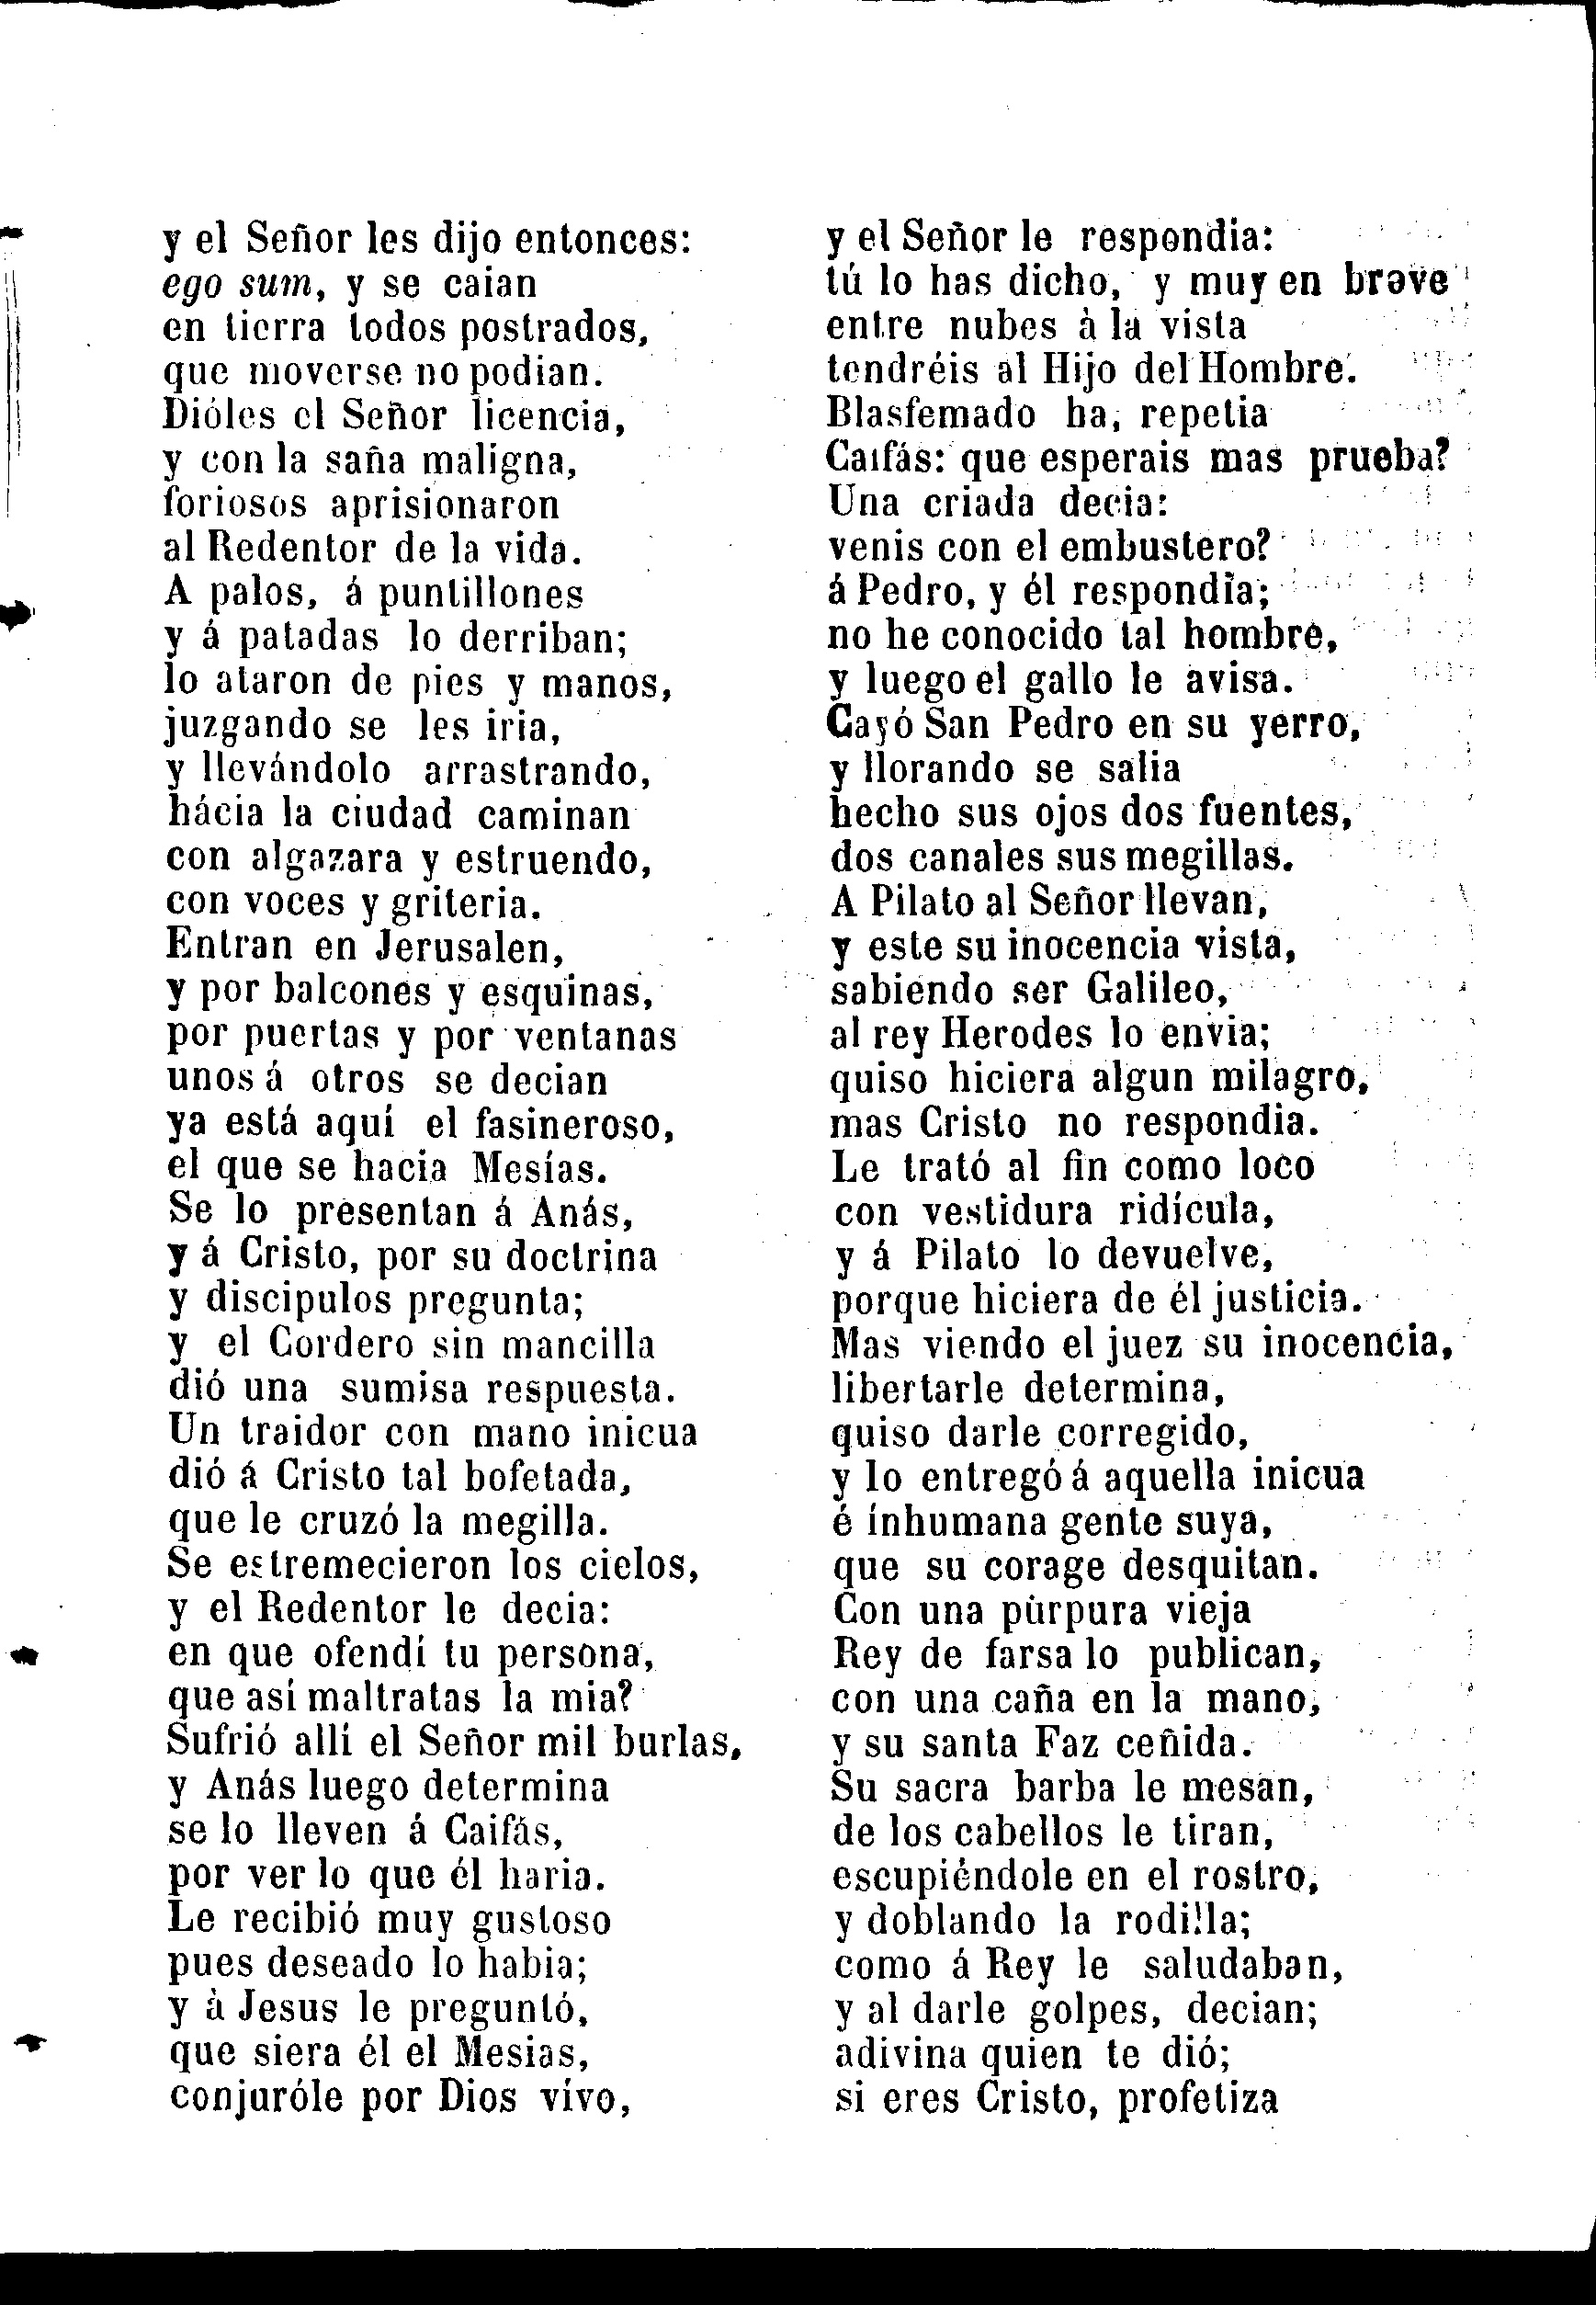 y el Señor les dijo entonces:
ego sum, y se caian
en tierra todos postrados,
que moverse no podian.
Dióles el Señor licencia,
y con la saña maligna,
foriosos aprisionaron
al Redentor de la vida.
A palos, á puntillones
y á patadas lo derriban;
lo ataron de pies y manos,
juzgando se les iria,
y llevándolo arrastrando,
hácia la ciudad caminan
con algazara y estruendo,
con voces y griteria.
Entran en Jerusalen,
y por balcones y esquinas,
por puertas y por ventanas
unos á otros se decian
ya está aquí el fasineroso,
el que se hacia Mesías.
Se lo presentan á Anás,
y á Cristo, por su doctrina
y discipulos pregunta;
y el Cordero sin mancilla
dió una sumisa respuesta.
Un traidor con mano inicua
dió á Cristo tal bofetada,
que le cruzó la megilla.
Se estremecieron los cielos,
y el Redentor le decia:
en que ofendí tu persona,
que así maltratas la mia?
Sufrió allí el Señor mil burlas,
y Anás luego determina
se lo lleven á Caifás,
por ver lo que él haria.
Le recibió muy gustoso
pues deseado lo habia;
y à Jesus le preguntó,
que siera él el Mesias,
conjuróle por Dios vivo,
y el Señor le respondia:
tú lo has dicho, y muy en breve
entre nubes à la vista
tendréis al Hijo del Hombre.
Blasfemado ha, repetia
Caifás: que esperais mas prueba?
Una criada decia:
venis con el embustero?
á Pedro, y él respondia;
no he conocido tal hombre,
y luego el gallo le avisa.
Cayó San Pedro en su yerro,
y llorando se salia
hecho sus ojos dos fuentes,
dos canales sus megillas.
A Pilato al Señor llevan,
y este su inocencia vista,
sabiendo ser Galileo,
al rey Herodes lo envia;
quiso hiciera algun milagro,
mas Cristo no respondia.
Le trató al fin como loco
con vestidura ridícula,
y á Pilato lo devuelve,
porque hiciera de él justicia.
Mas viendo el juez su inocencia,
libertarle determina,
quiso darle corregido,
y lo entregó á aquella inicua
é ínhumana gente suya,
que su corage desquitan.
Con una pùrpura vieja
Rey de farsa lo publican,
con una caña en la mano,
y su santa Faz ceñida.
Su sacra barba le mesan,
de los cabellos le tiran,
escupiéndole en el rostro,
y doblando la rodilla;
como á Rey le saludaban,
y al darle golpes, decian;
adivina quien te dió;
si eres Cristo, profetiza